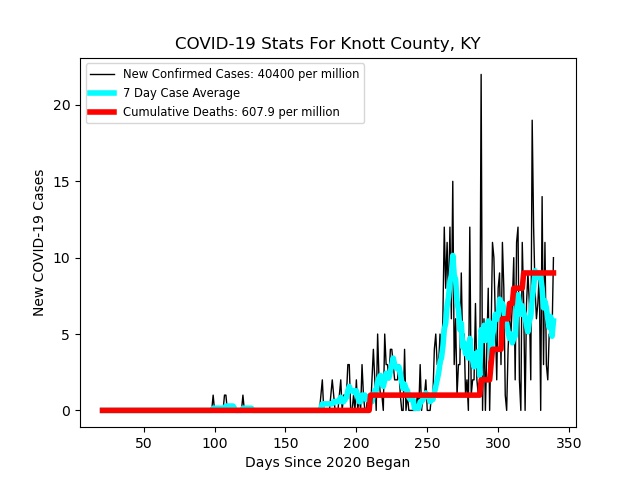 COVID-19 Stats For Knott County, KY
New Confirmed Cases: 40400 per million
7 Day Case Average
Cumulative Deaths: 607.9 per million
New COVID-19 Cases
20
15
10
5
0
50 100 150 200 250 300 350
Days Since 2020 Began